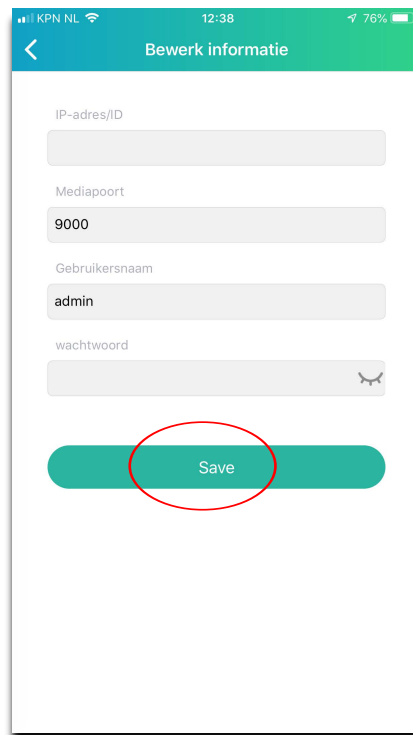 KPN NL 12:38 76%
Bewerk informatie
IP-adres/ID
Mediapoort
9000
Gebruikersnaam
admin
wachtwoord
Save